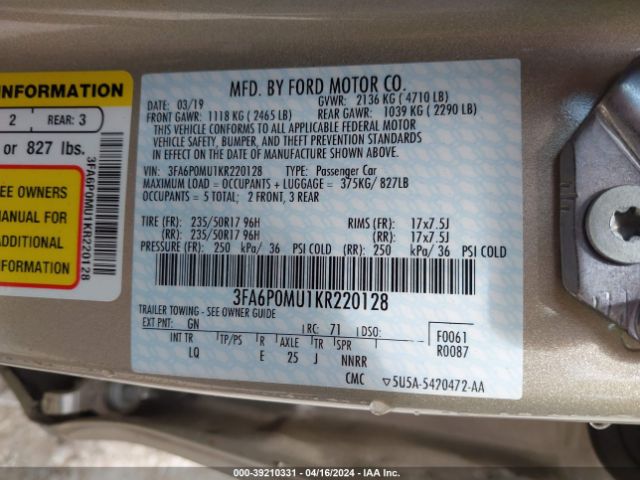 INFORMATION
2 REAR: 3
or 827 lbs.
SEE OWNERS
MANUAL FOR
ADDITIONAL
INFORMATION
3FA6P0MU1KR220128
MFD. BY FORD MOTOR CO.
DATE: 03/19 GVWR: 2136 KG ( 4710 LB)
FRONT GAWR: 1118 KG ( 2465 LB) REAR GAWR: 1039 KG ( 2290 LB)
THIS VEHICLE CONFORMS TO ALL APPLICABLE FEDERAL MOTOR
VEHICLE SAFETY, BUMPER, AND THEFT PREVENTION STANDARDS IN
EFFECT ON THE DATE OF MANUFACTURE SHOWN ABOVE.
VIN: 3FA6P0MU1KR220128 TYPE: Passenger Car
MAXIMUM LOAD = OCCUPANTS + LUGGAGE = 375KG/ 827LB
OCCUPANTS = 5 TOTAL; 2 FRONT, 3 REAR
TIRE (FR): 235/50R17 96H RIMS (FR): 17x7.5J
(RR): 235/50R17 96H (RR): 17x7.5J
PRESSURE (FR): 250 kPa/ 36 PSI COLD (RR): 250 kPa/ 36 PSI COLD
3FA6P0MU1KR220128
TRAILER TOWING - SEE OWNER GUIDE
EXT PNT: GN RC: 71 DSO: F0061
INT TR TP/PS R AXLE TR SPR R0087
LQ E 25 J NNRR
CMC ▽5U5A-5420472-AA
000-39210331 - 04/16/2024 - IAA Inc.